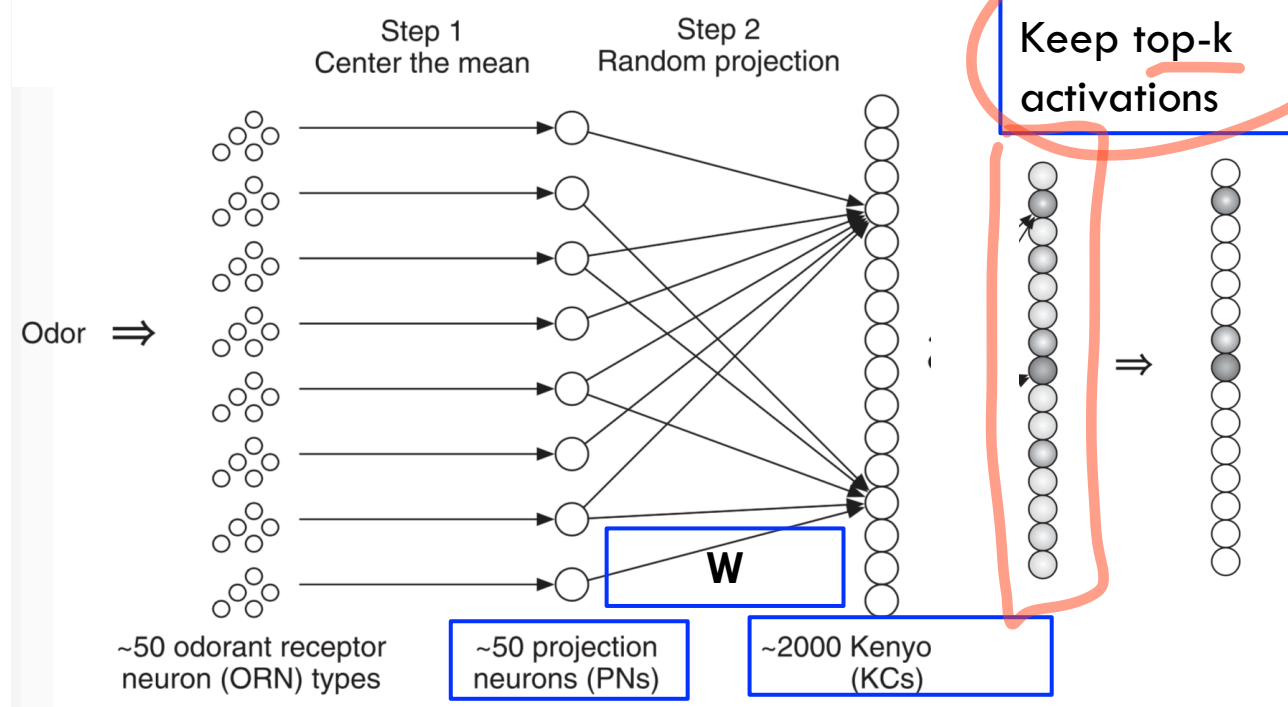 Step 1
Center the mean
Step 2
Random projection
Keep top-k
activations
Odor ⇒
⇒
W
~50 odorant receptor
neuron (ORN) types
~50 projection
neurons (PNs)
~2000 Kenyo
(KCs)